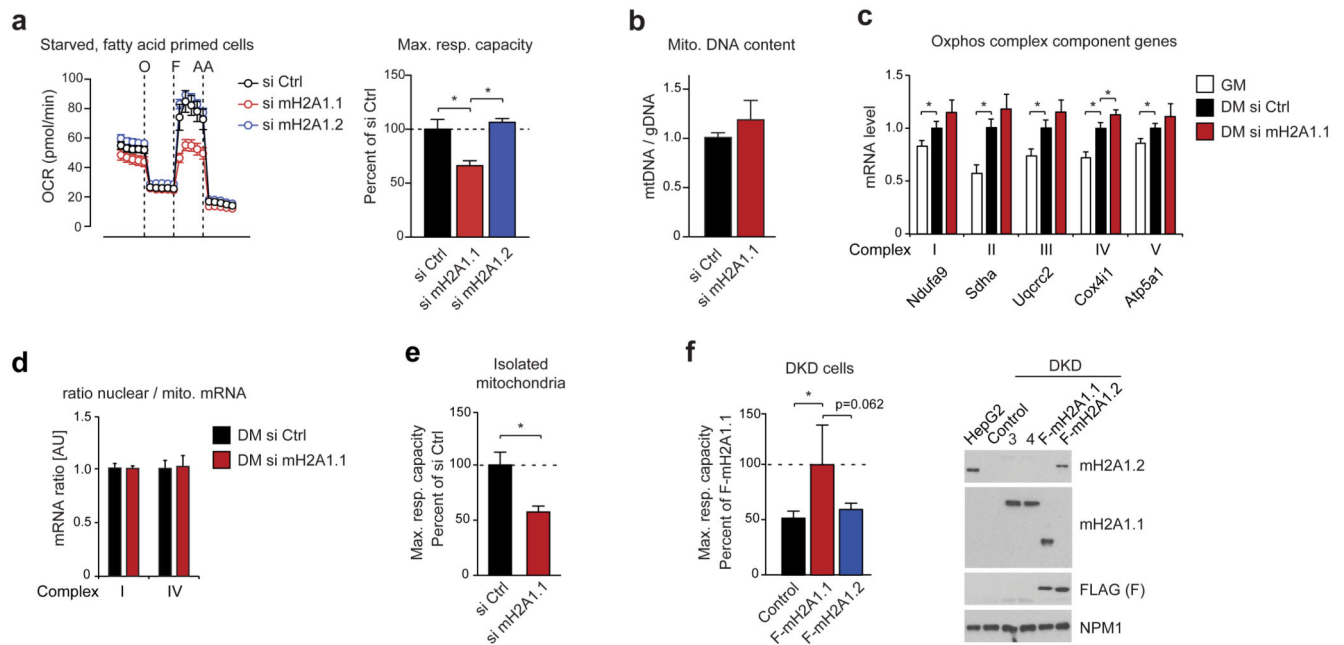 a
Starved, fatty acid primed cells
O F AA
OCR (pmol/min)
100
80
60
40
20
0
si Ctrl
si mH2A1.1
si mH2A1.2
Max. resp. capacity
Percent of si Ctrl
150
100
50
0
* *
si Ctrl
si mH2A1.1
si mH2A1.2
b
Mito. DNA content
mtDNA / gDNA
1.5
1.0
0.5
0
si Ctrl
si mH2A1.1
c
Oxphos complex component genes
mRNA level
1.5
1.0
0.5
0
* * * * * *
GM
DM si Ctrl
DM si mH2A1.1
Complex I II III IV V
Ndufa9
Sdha
Uqcrc2
Cox4i1
Atp5a1
d
ratio nuclear / mito. mRNA
mRNA ratio [AU]
1.5
1.0
0.5
0
DM si Ctrl
DM si mH2A1.1
Complex I IV
e
Isolated
mitochondria
Max. resp. capacity
Percent of si Ctrl
150
100
50
0
*
si Ctrl
si mH2A1.1
f
DKD cells
Max. resp. capacity
Percent of F-mH2A1.1
150
100
50
0
*
p=0.062
Control
F-mH2A1.1
F-mH2A1.2
DKD
HepG2
Control
3 4
F-mH2A1.1
F-mH2A1.2
mH2A1.2
mH2A1.1
FLAG (F)
NPM1